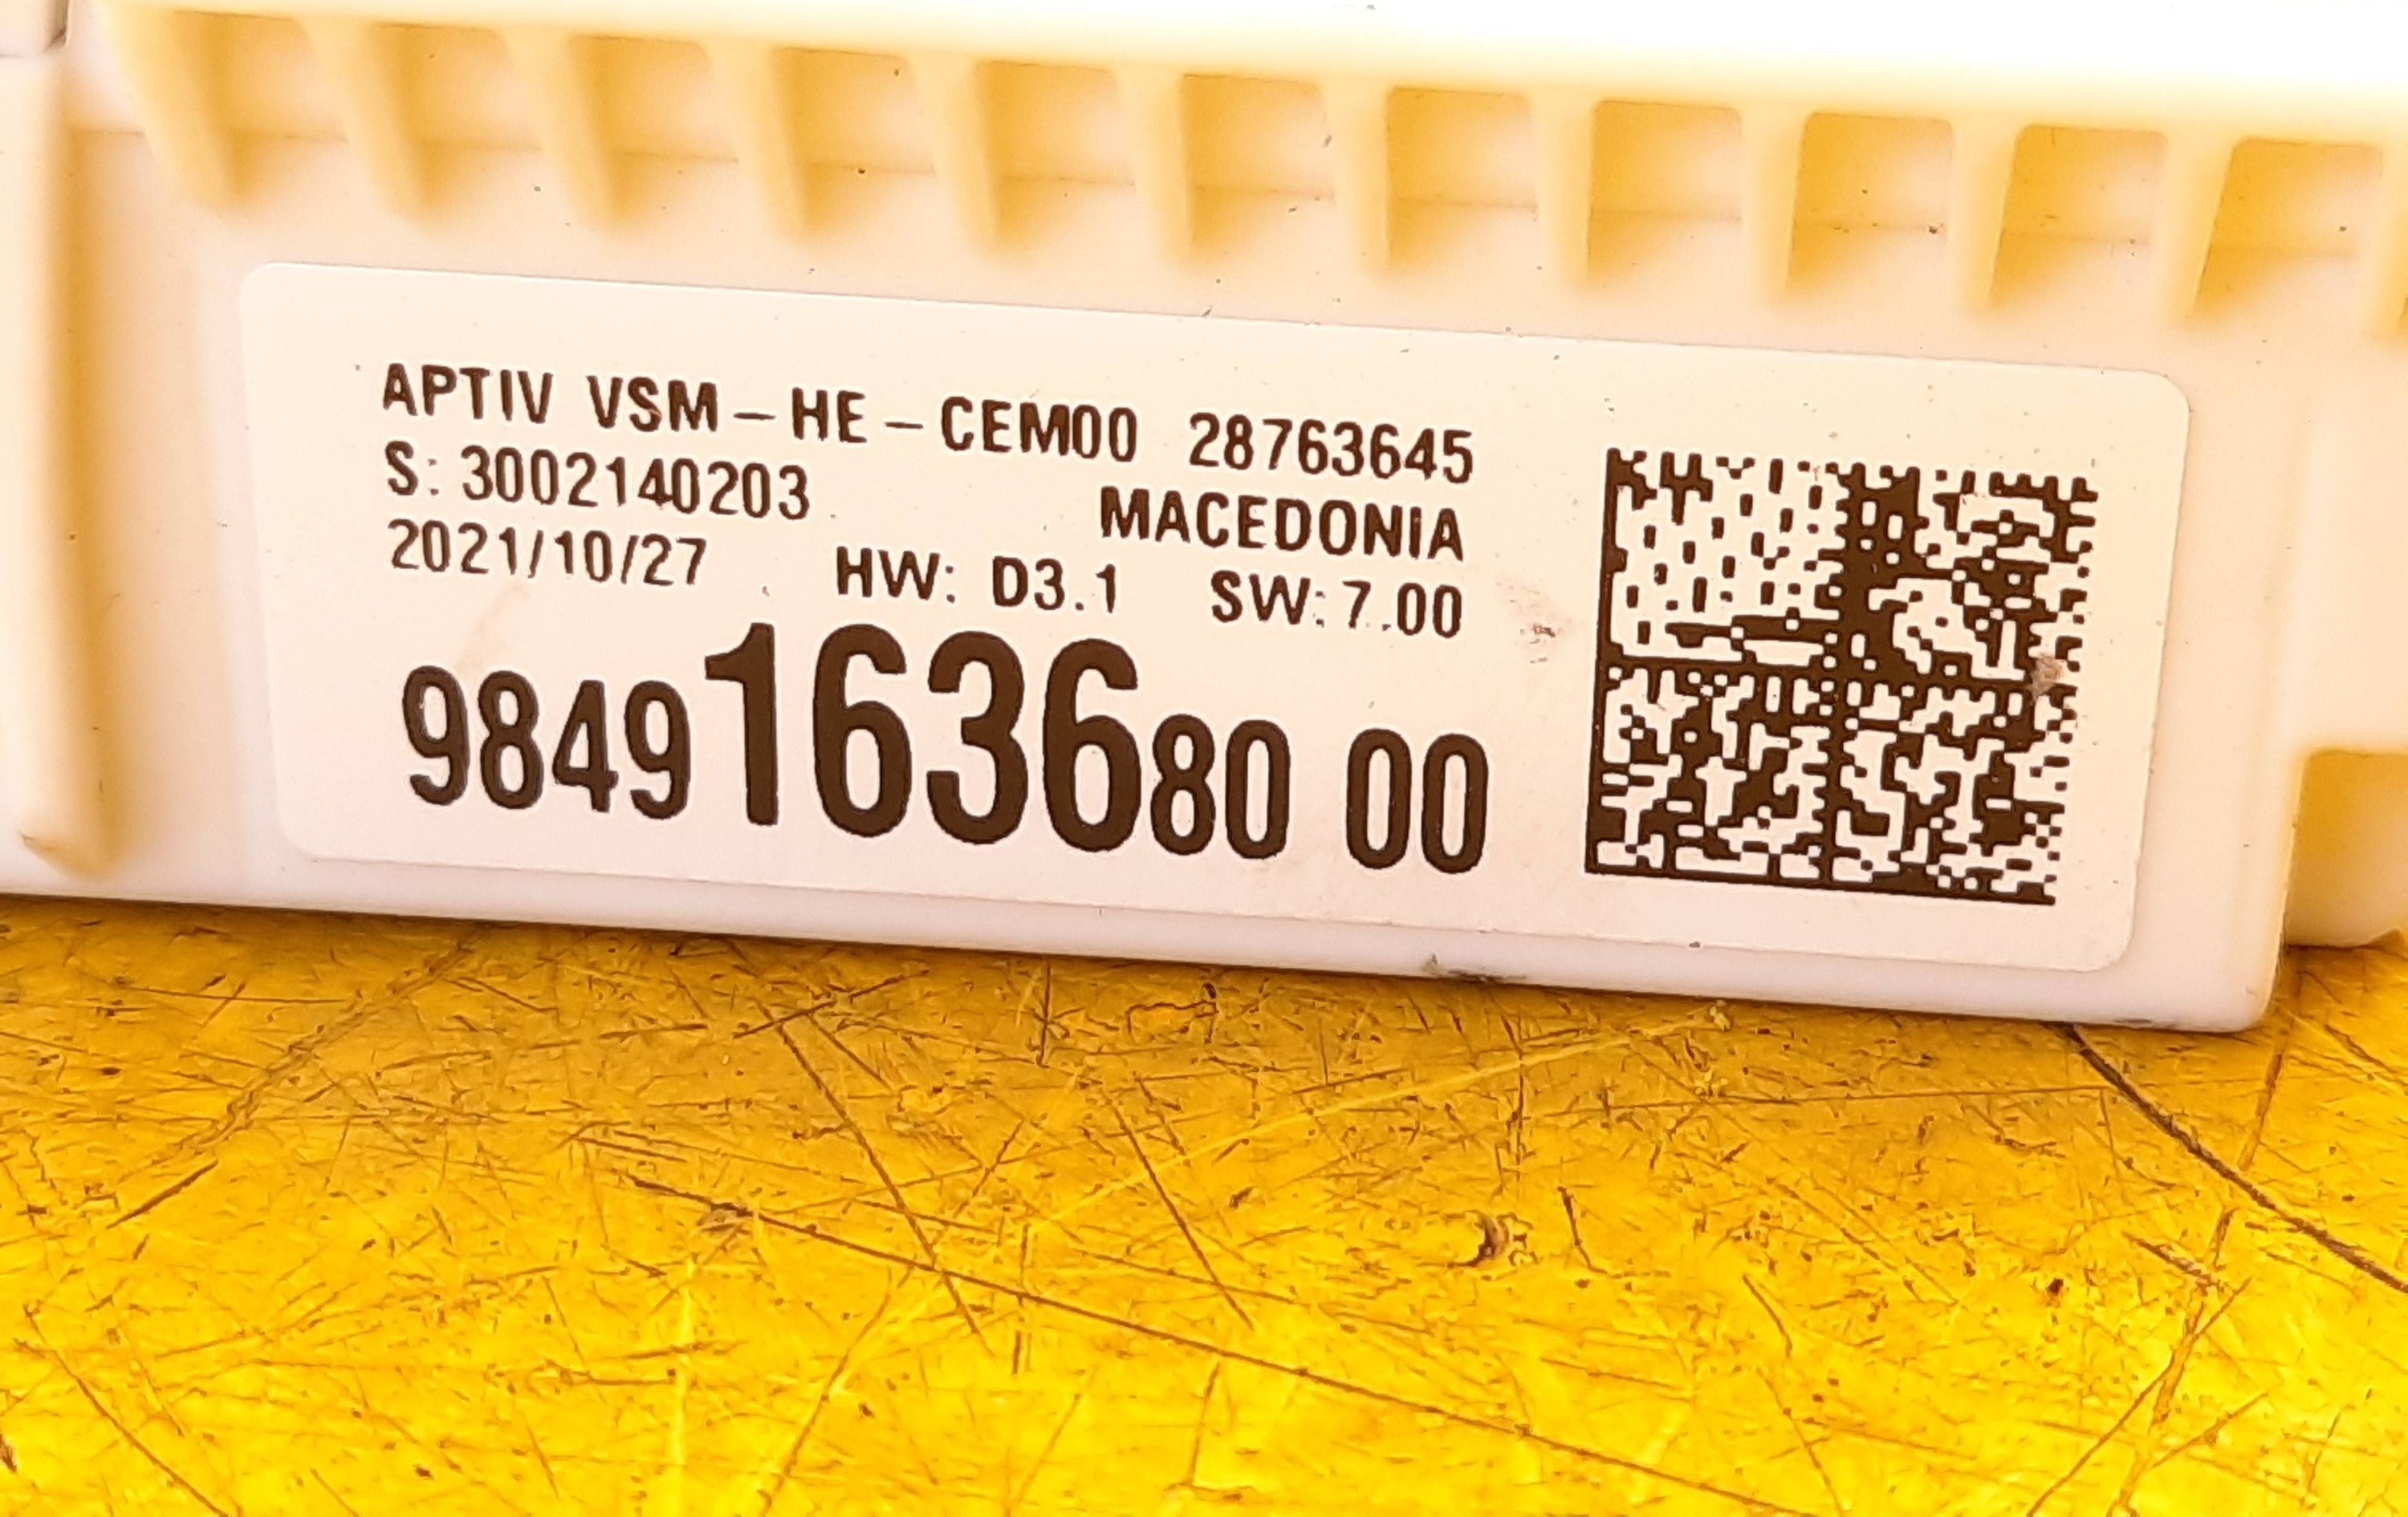 APTIV VSM-HE-CEM00 28763645
S: 3002140203 MACEDONIA
2021/10/27 HW: D3.1 SW: 7.00
9849163680 00